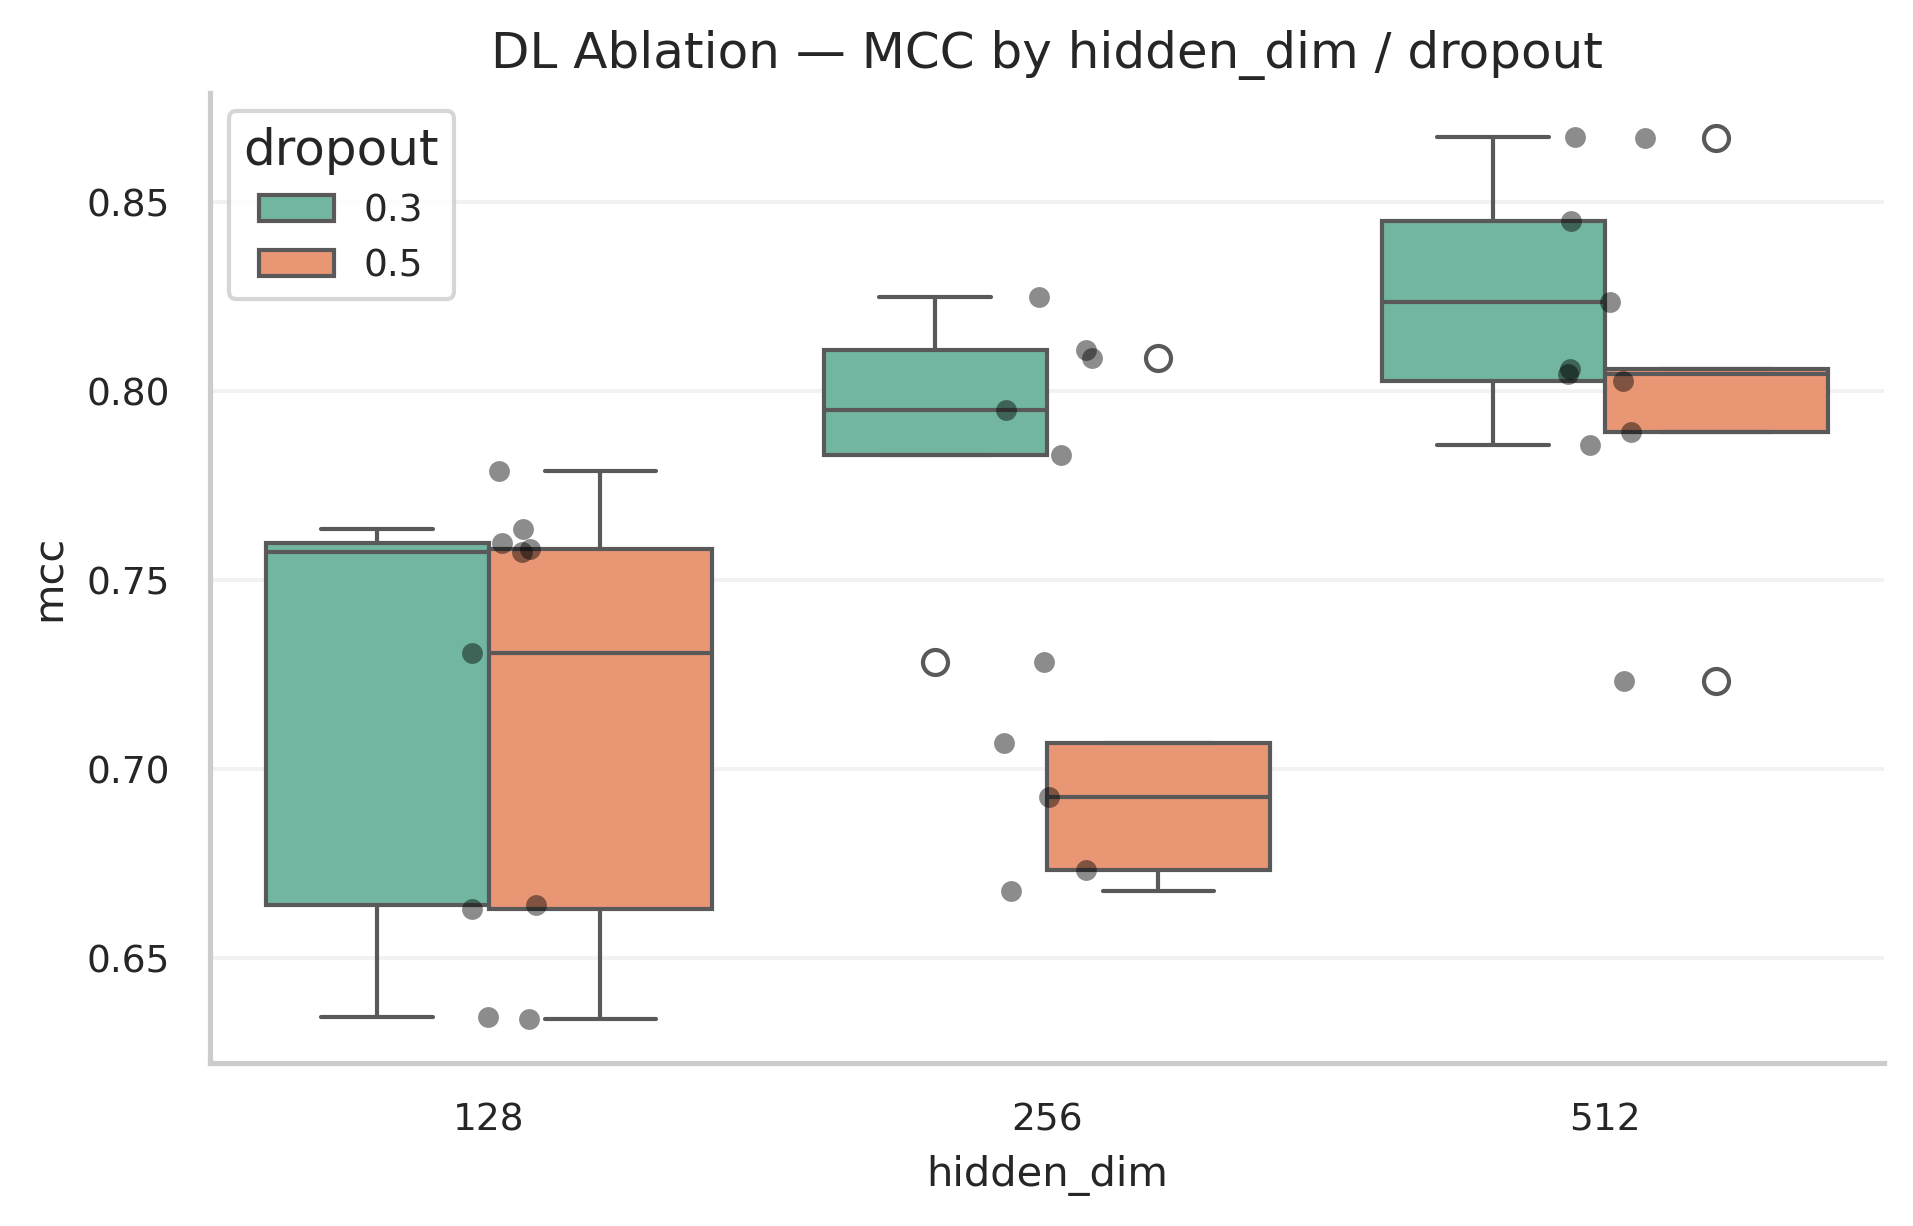 DL Ablation — MCC by hidden_dim / dropout
dropout
0.3
0.5
mcc
0.85
0.80
0.75
0.70
0.65
128
256
512
hidden_dim